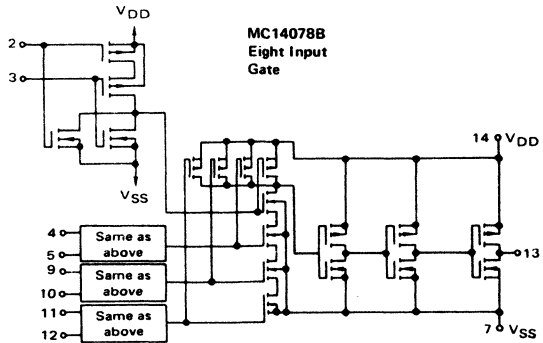 VDD
MC14078B
Eight Input
Gate
2
3
VSS
14 VDD
4
5
Same as
above
9
10
Same as
above
11
12
Same as
above
13
7 VSS